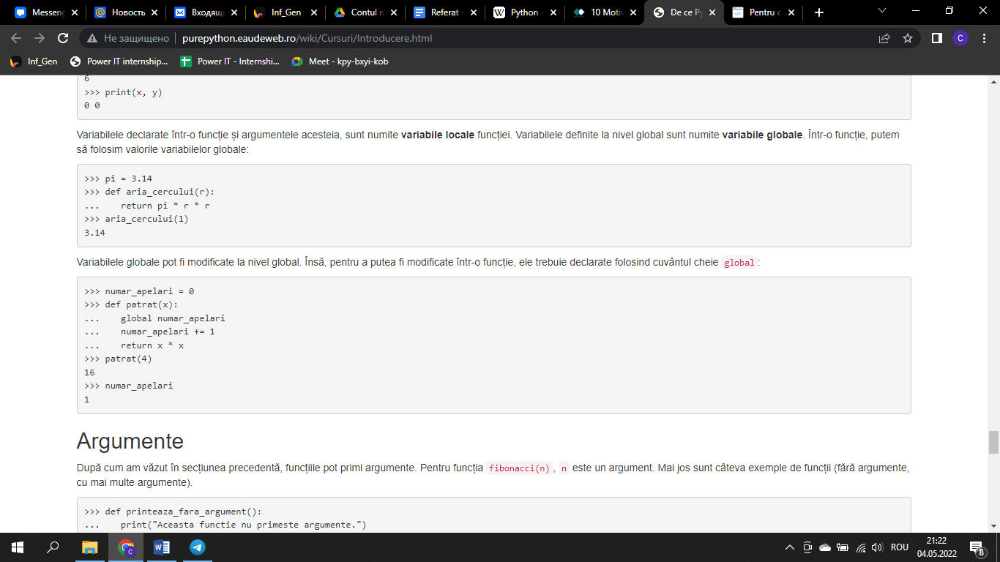 Messeng
Новость
Входящи
Inf_Gen
Contul m
Referat -
Python -
10 Motiv
De ce Py
Pentru c
Не защищено
purepython.eaudeweb.ro/wiki/Cursuri/Introducere.html
C
Inf_Gen
Power IT internship...
Power IT - Internshi...
Meet - kpy-bxyi-kob
6
>>> print(x, y)
0 0
Variabilele declarate într-o funcție și argumentele acesteia, sunt numite variabile locale funcției. Variabilele definite la nivel global sunt numite variabile globale. Într-o funcție, putem
să folosim valorile variabilelor globale:
>>> pi = 3.14
>>> def aria_cercului(r):
...    return pi * r * r
>>> aria_cercului(1)
3.14
Variabilele globale pot fi modificate la nivel global. Însă, pentru a putea fi modificate într-o funcție, ele trebuie declarate folosind cuvântul cheie global:
>>> numar_apelari = 0
>>> def patrat(x):
...    global numar_apelari
...    numar_apelari += 1
...    return x * x
>>> patrat(4)
16
>>> numar_apelari
1
Argumente
După cum am văzut în secțiunea precedentă, funcțiile pot primi argumente. Pentru funcția fibonacci(n), n este un argument. Mai jos sunt câteva exemple de funcții (fără argumente,
cu mai multe argumente).
>>> def printeaza_fara_argument():
...    print("Aceasta functie nu primeste argumente.")
ROU
21:22
04.05.2022
8